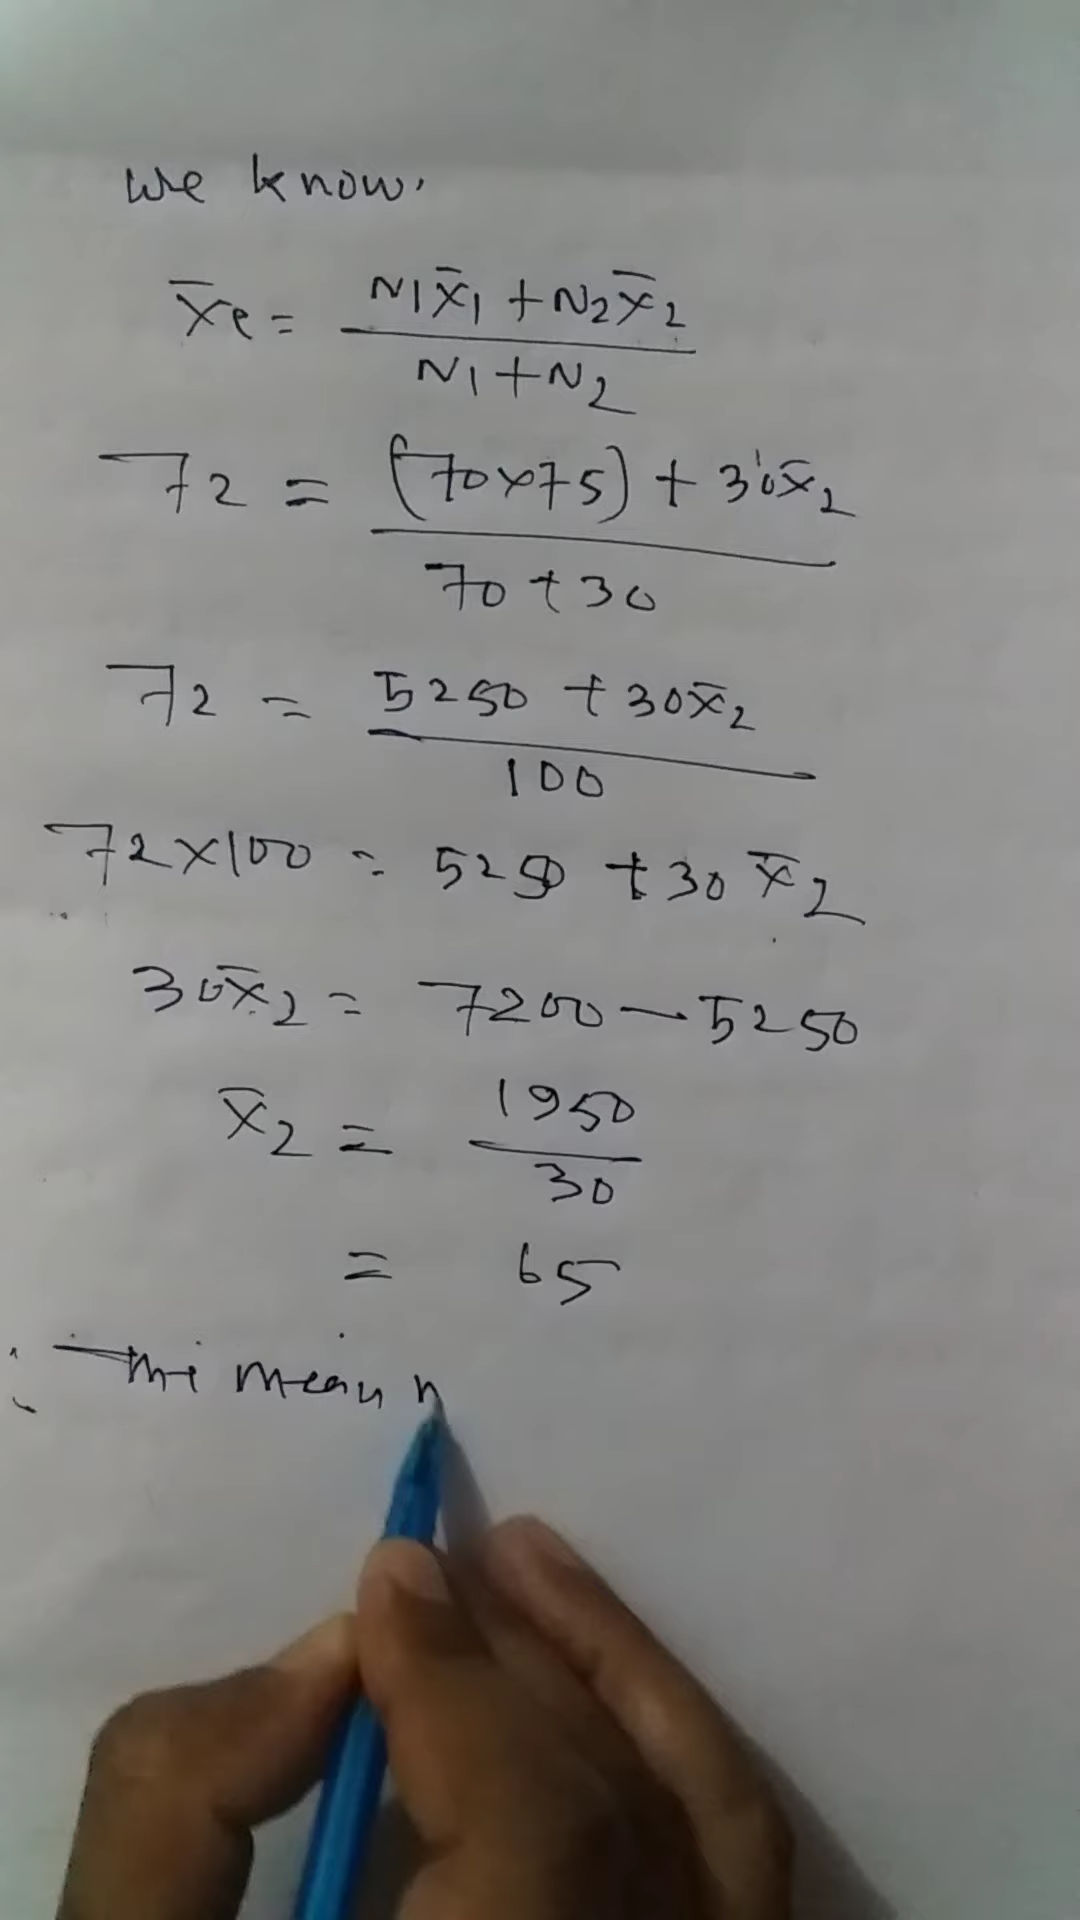 We know,
X̄c = N1X̄1 + N2X̄2
N1 + N2
72 = (70×75) + 30X̄2
70 + 30
72 = 5250 + 30X̄2
100
72×100 = 5250 + 30X̄2
30X̄2 = 7200 - 5250
X̄2 = 1950
30
= 65
∴ The mean